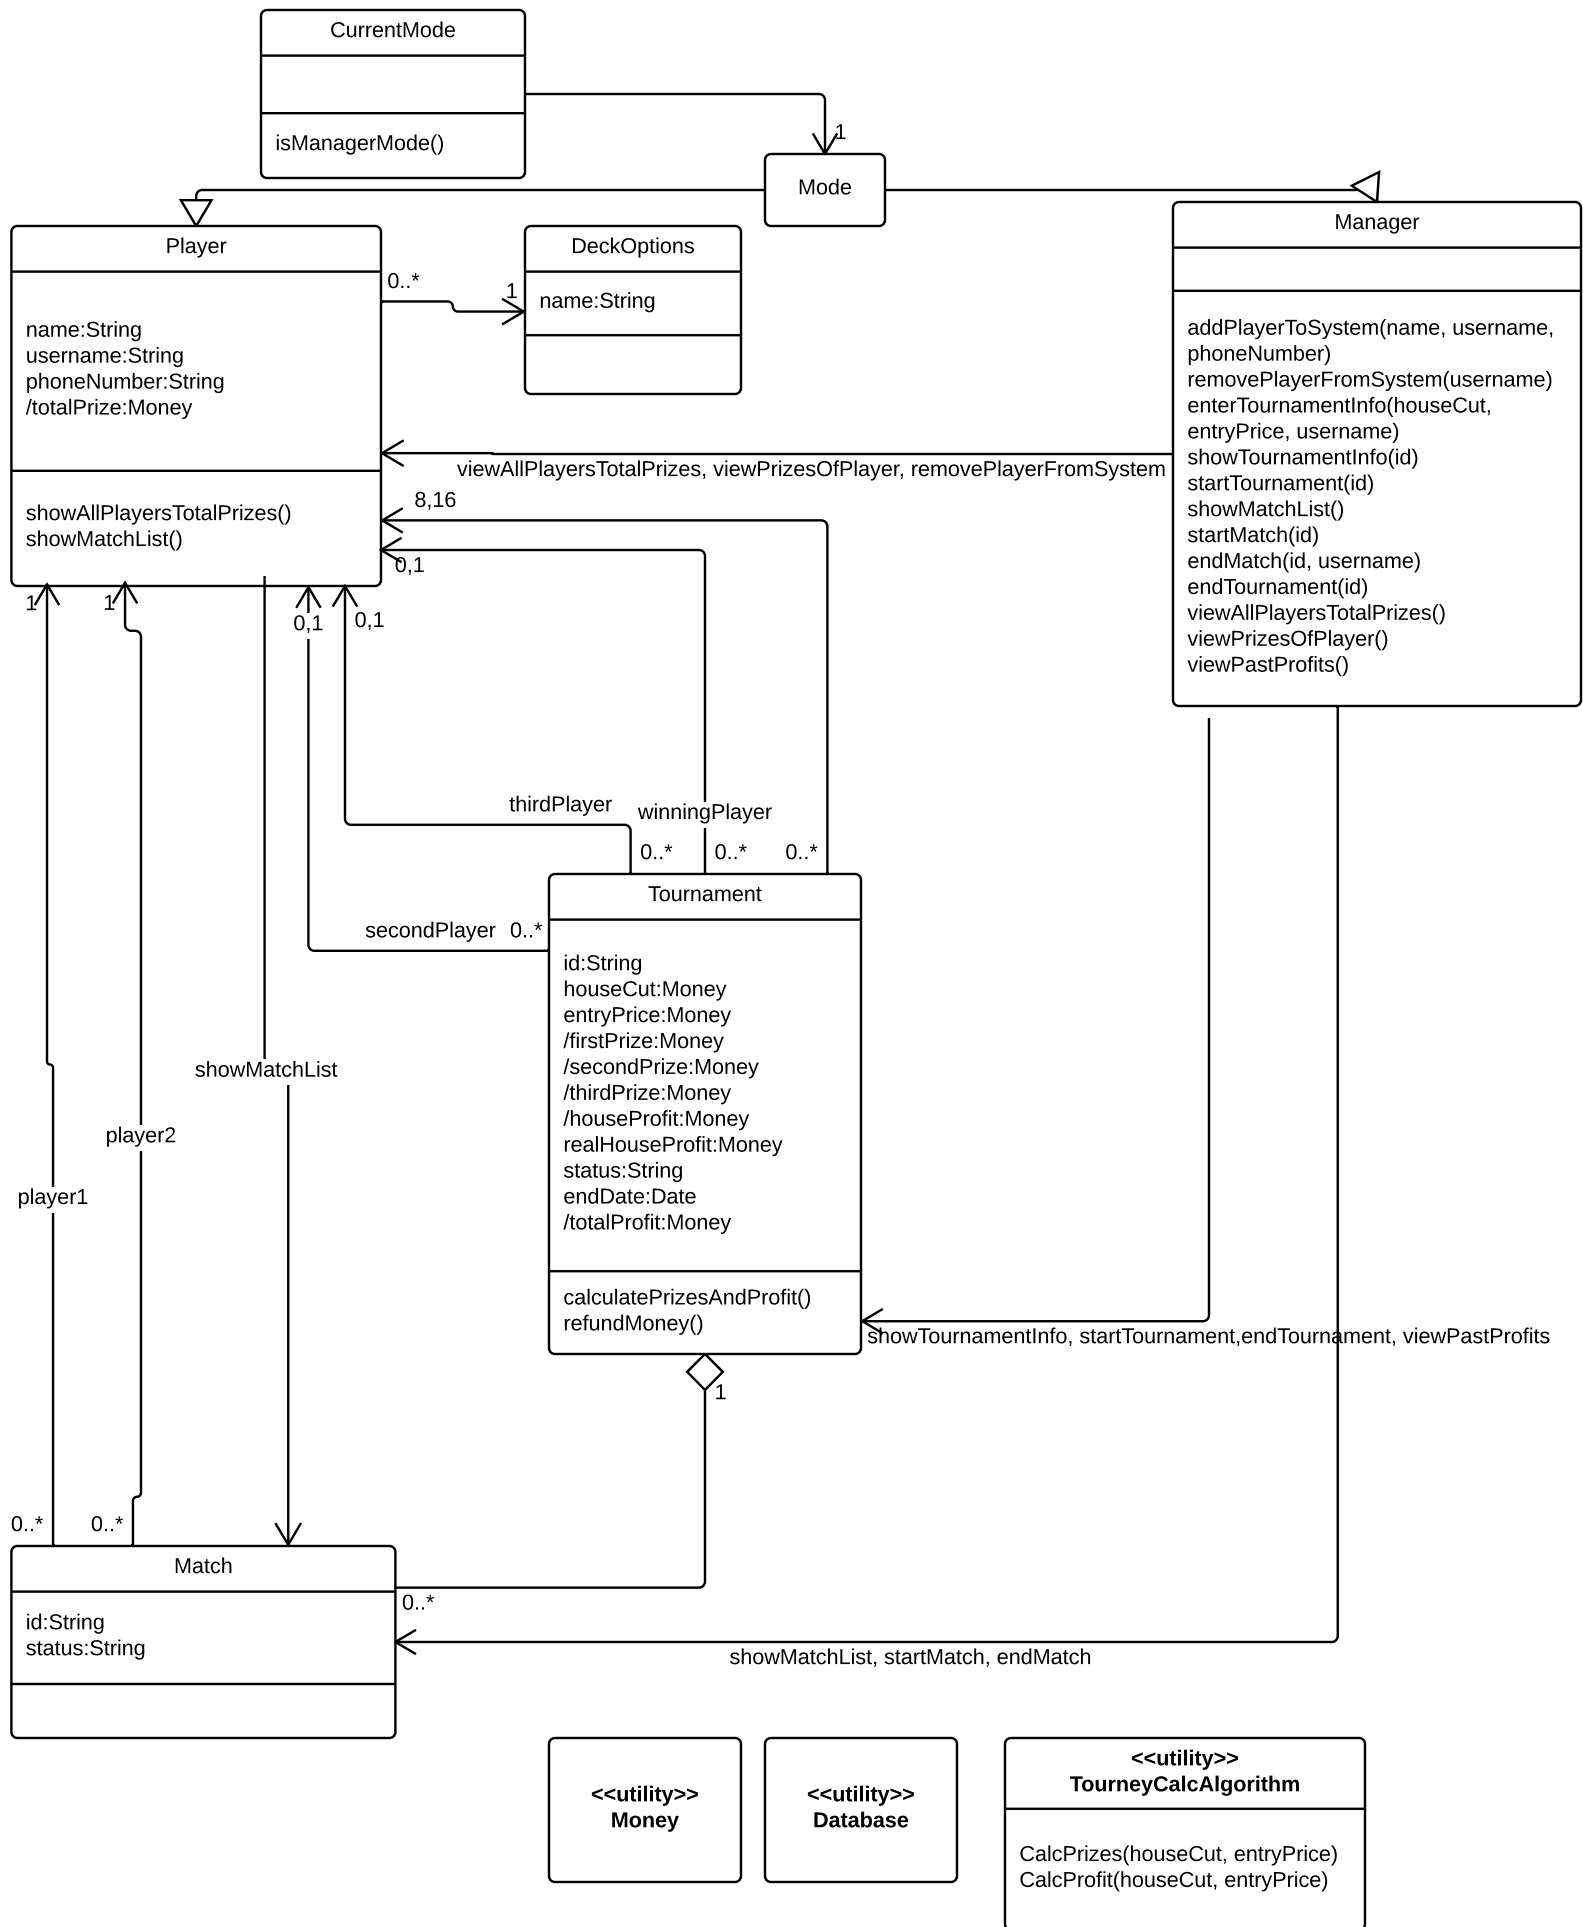 CurrentMode
isManagerMode()
1
Mode
Player
name:String
username:String
phoneNumber:String
/totalPrize:Money
showAllPlayersTotalPrizes()
showMatchList()
0..*
1
DeckOptions
name:String
Manager
addPlayerToSystem(name, username,
phoneNumber)
removePlayerFromSystem(username)
enterTournamentInfo(houseCut,
entryPrice, username)
showTournamentInfo(id)
startTournament(id)
showMatchList()
startMatch(id)
endMatch(id, username)
endTournament(id)
viewAllPlayersTotalPrizes()
viewPrizesOfPlayer()
viewPastProfits()
viewAllPlayersTotalPrizes, viewPrizesOfPlayer, removePlayerFromSystem
8,16
0,1
1
1
0,1
0,1
thirdPlayer
winningPlayer
0..*
0..*
0..*
secondPlayer
0..*
Tournament
id:String
houseCut:Money
entryPrice:Money
/firstPrize:Money
/secondPrize:Money
/thirdPrize:Money
/houseProfit:Money
realHouseProfit:Money
status:String
endDate:Date
/totalProfit:Money
calculatePrizesAndProfit()
refundMoney()
showMatchList
player2
player1
showTournamentInfo, startTournament,endTournament, viewPastProfits
1
0..*
0..*
Match
id:String
status:String
0..*
showMatchList, startMatch, endMatch
<<utility>>
Money
<<utility>>
Database
<<utility>>
TourneyCalcAlgorithm
CalcPrizes(houseCut, entryPrice)
CalcProfit(houseCut, entryPrice)